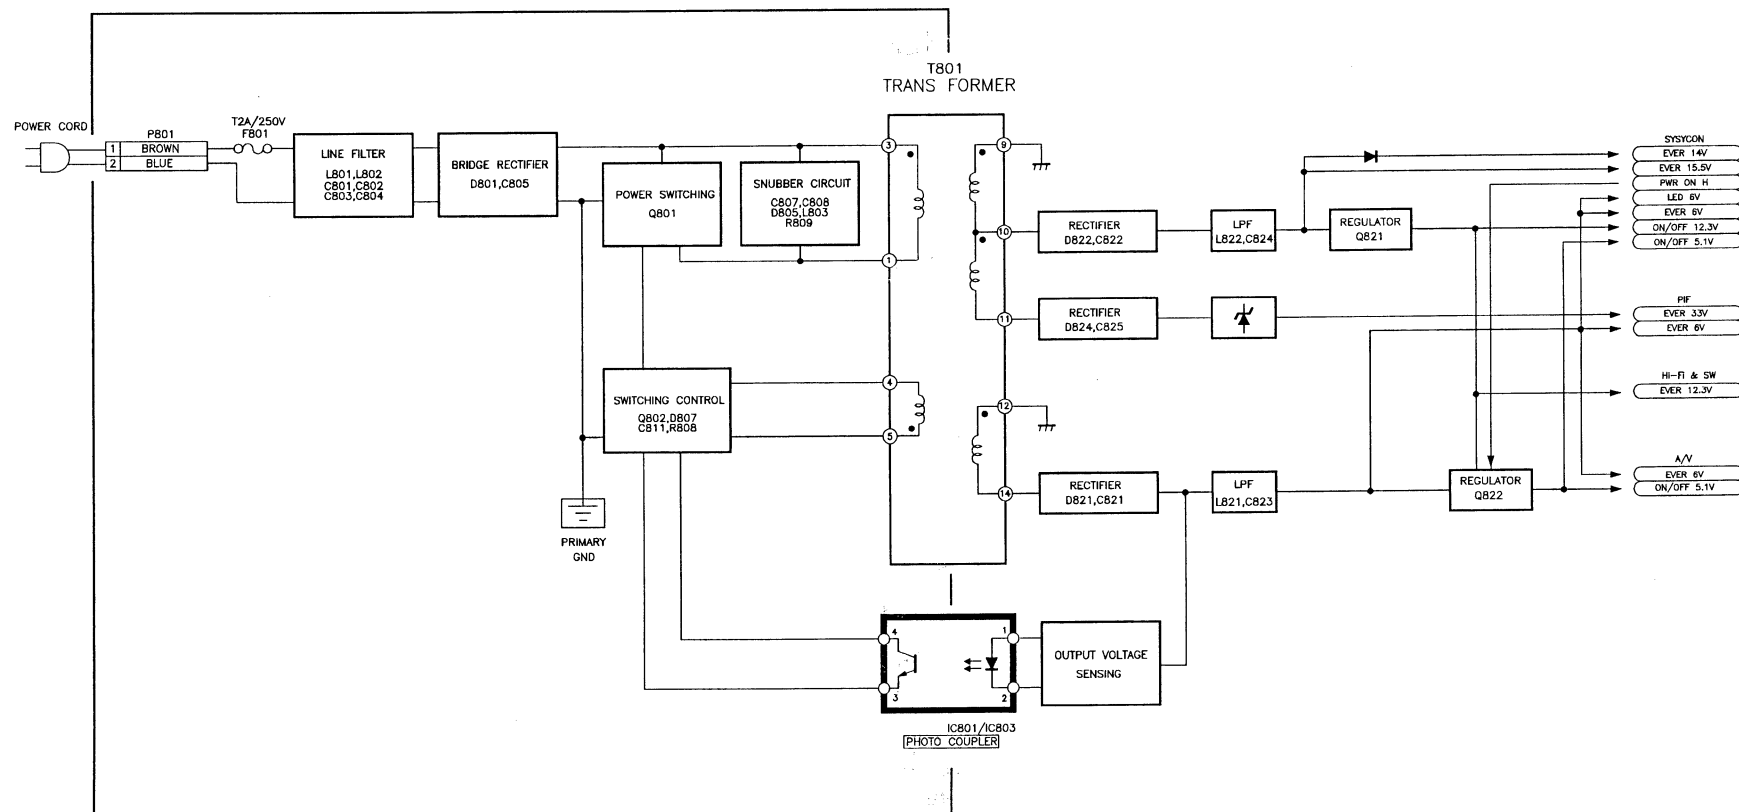 T801
TRANS FORMER
POWER CORD
P801
1 BROWN
2 BLUE
T2A/250V
F801
LINE FILTER
L801,L802
C801,C802
C803,C804
BRIDGE RECTIFIER
D801,C805
POWER SWITCHING
Q801
SNUBBER CIRCUIT
C807,C808
D805,L803
R809
3
1
4
5
9
10
11
12
14
SWITCHING CONTROL
Q802,D807
C811,R808
PRIMARY
GND
RECTIFIER
D822,C822
LPF
L822,C824
REGULATOR
Q821
RECTIFIER
D824,C825
RECTIFIER
D821,C821
LPF
L821,C823
REGULATOR
Q822
SYSYCON
EVER 14V
EVER 15.5V
PWR ON H
LED 6V
EVER 6V
ON/OFF 12.3V
ON/OFF 5.1V
PIF
EVER 33V
EVER 6V
Hi-Fi & SW
EVER 12.3V
A/V
EVER 6V
ON/OFF 5.1V
4
3
1
2
OUTPUT VOLTAGE
SENSING
IC801/IC803
PHOTO COUPLER